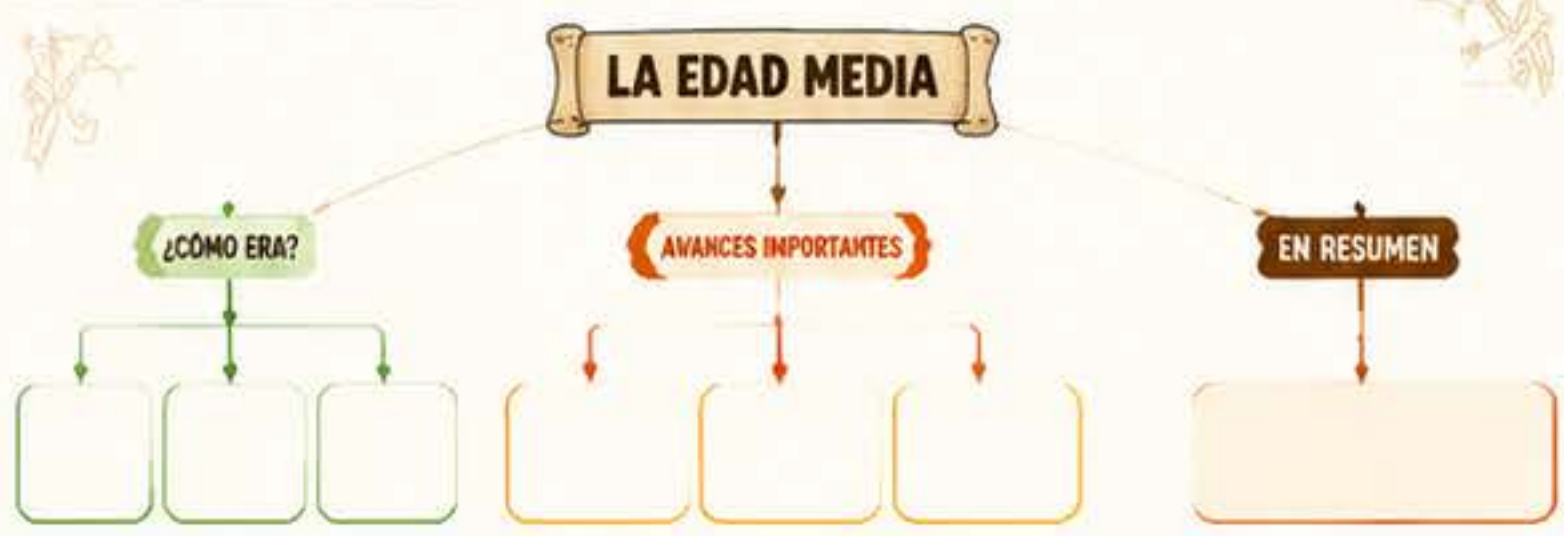 LA EDAD MEDIA
¿CÓMO ERA?
AVANCES IMPORTANTES
EN RESUMEN